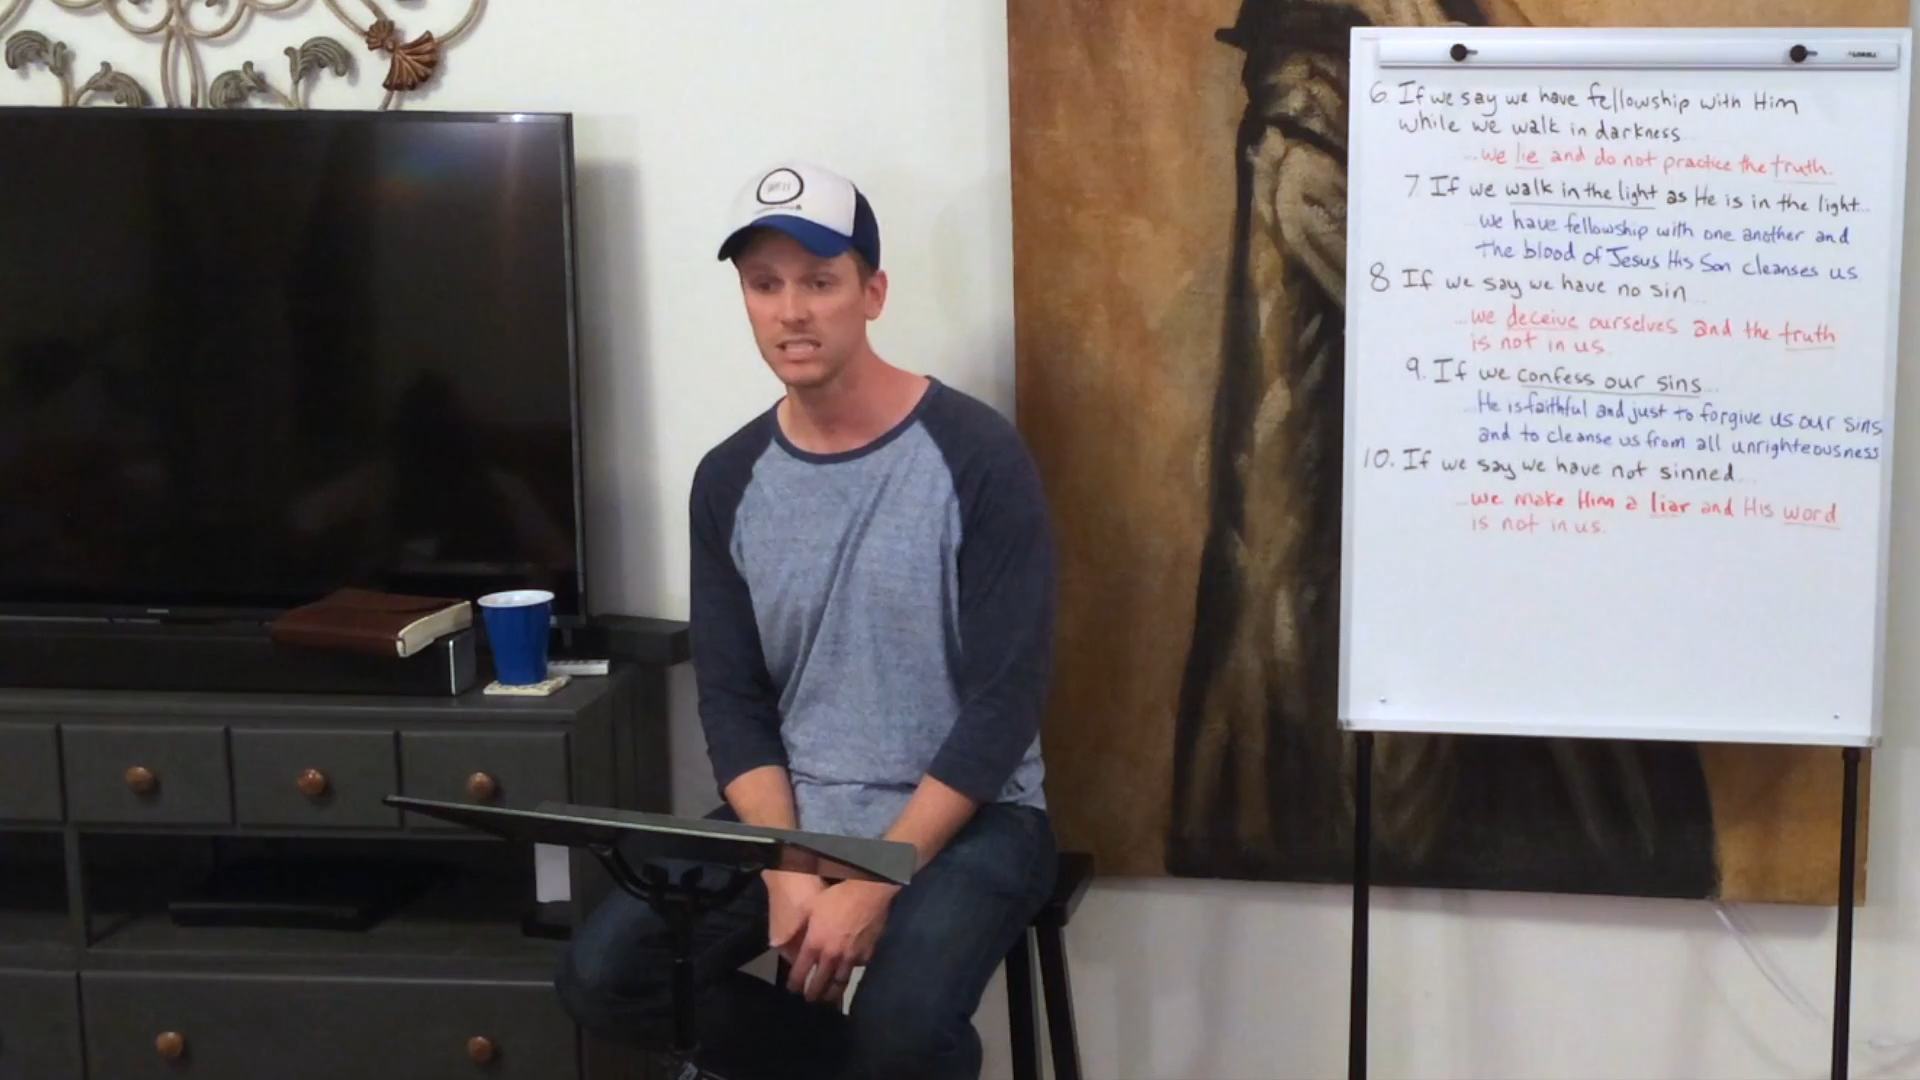 6. If we say we have fellowship with Him
while we walk in darkness...
...we lie and do not practice the truth.
7 If we walk in the light as He is in the light...
...we have fellowship with one another and
the blood of Jesus His Son cleanses us
8 If we say we have no sin...
...we deceive ourselves and the truth
is not in us.
9. If we confess our sins...
...He is faithful and just to forgive us our sins
and to cleanse us from all unrighteousness
10. If we say we have not sinned...
...we make Him a liar and His word
is not in us.